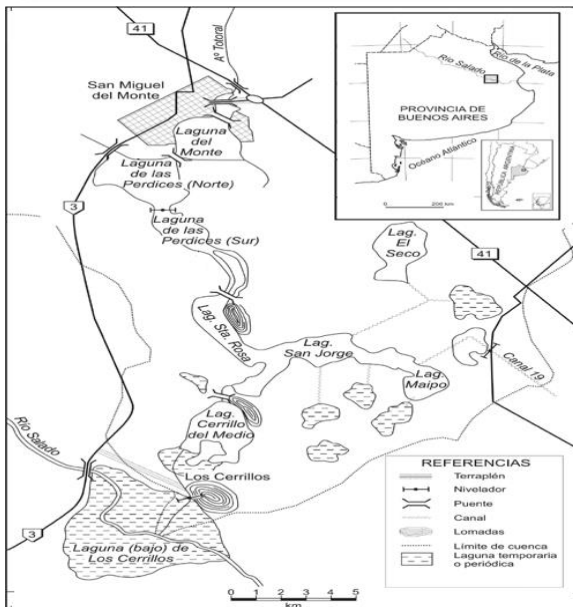 41
Aº Totoral
San Miguel
del Monte
Laguna
del
Monte
Laguna
de las
Perdices (Norte)
3
Laguna
de las
Perdices (Sur)
Río de la Plata
Río Salado
PROVINCIA DE
BUENOS AIRES
Océano Atlántico
REPUBLICA ARGENTINA
0 200 km
Lag.
El
Seco
41
Lag. Sta. Rosa
Lag.
San Jorge
Lag.
Maipo
Canal 19
Lag.
Cerrillo
del Medio
Río Salado
Los Cerrillos
3
Laguna (bajo) de
Los Cerrillos
REFERENCIAS
Terraplén
Nivelador
Puente
Canal
Lomadas
Límite de cuenca
Laguna temporaria
o periódica
0 1 2 3 4 5
km